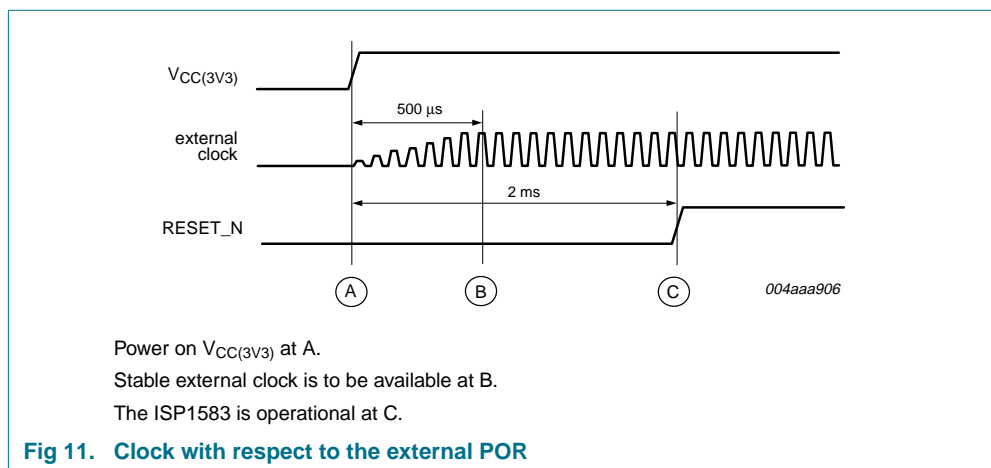 VCC(3V3)
500 μs
external
clock
2 ms
RESET_N
A B C 004aaa906
Power on VCC(3V3) at A.
Stable external clock is to be available at B.
The ISP1583 is operational at C.
Fig 11. Clock with respect to the external POR